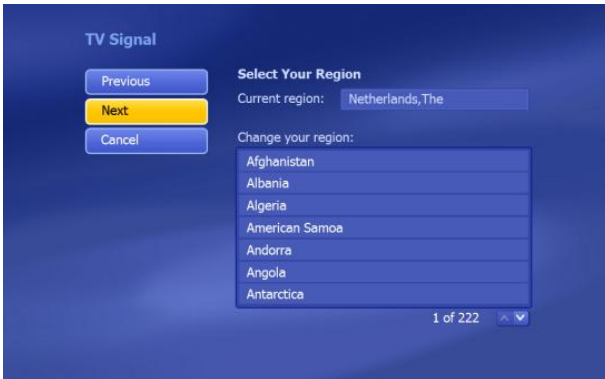 TV Signal
Previous
Next
Cancel
Select Your Region
Current region: Netherlands,The
Change your region:
Afghanistan
Albania
Algeria
American Samoa
Andorra
Angola
Antarctica
1 of 222